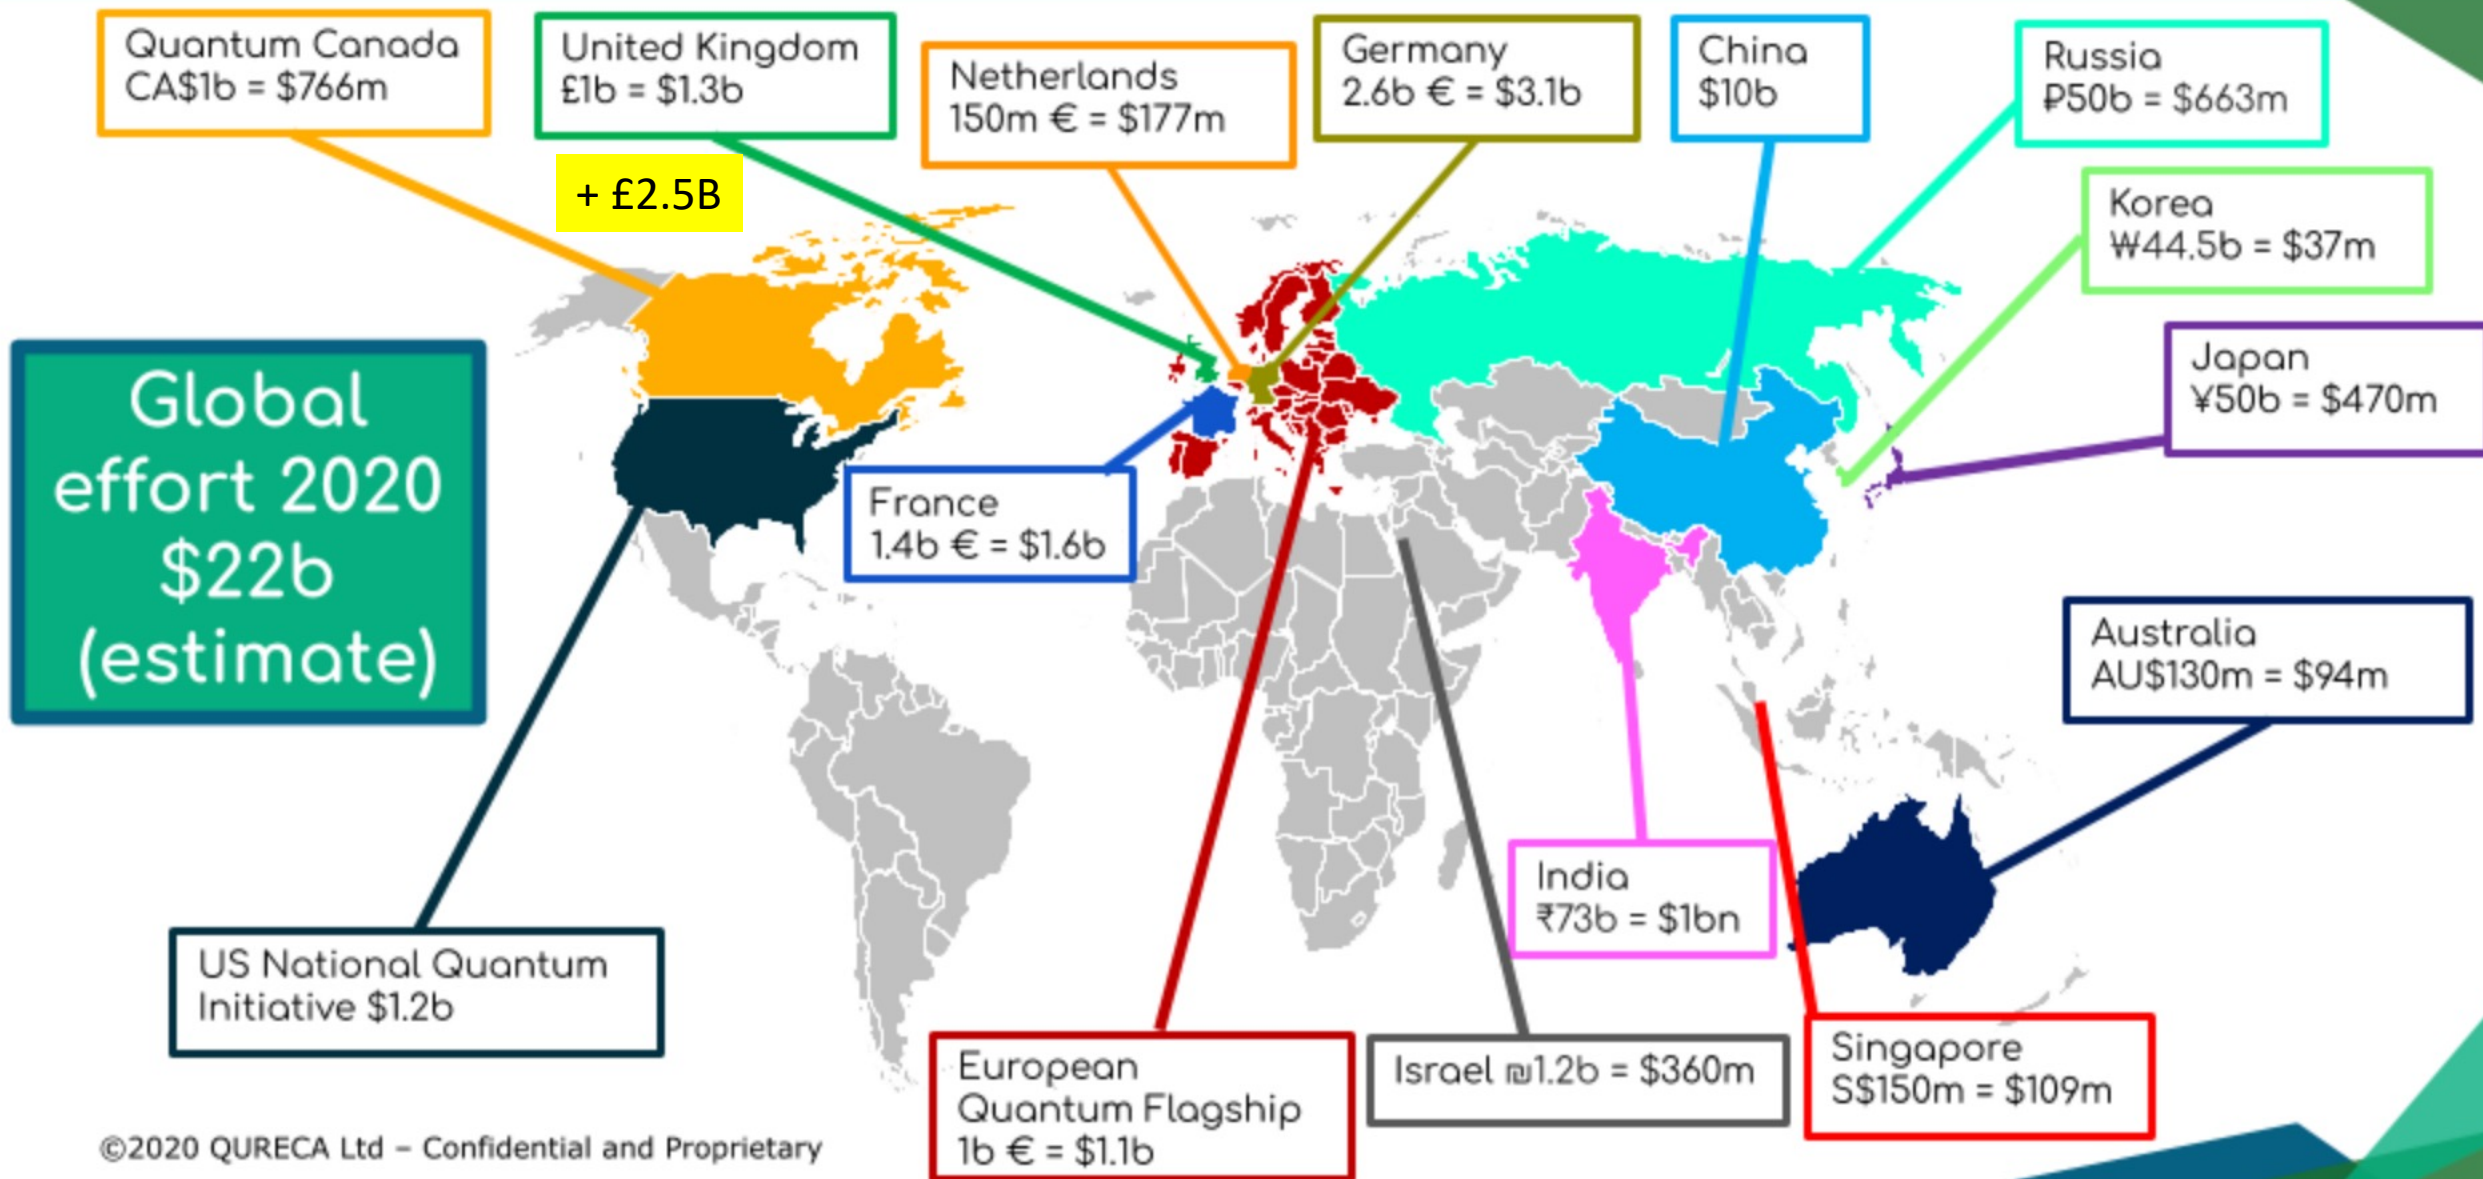 Quantum Canada
CA$1b = $766m
United Kingdom
£1b = $1.3b
+ £2.5B
Netherlands
150m € = $177m
Germany
2.6b € = $3.1b
China
$10b
Russia
₽50b = $663m
Korea
₩44.5b = $37m
Japan
¥50b = $470m
Global
effort 2020
$22b
(estimate)
France
1.4b € = $1.6b
Australia
AU$130m = $94m
India
₹73b = $1bn
US National Quantum
Initiative $1.2b
European
Quantum Flagship
1b € = $1.1b
Israel ₪1.2b = $360m
Singapore
S$150m = $109m
©2020 QURECA Ltd – Confidential and Proprietary